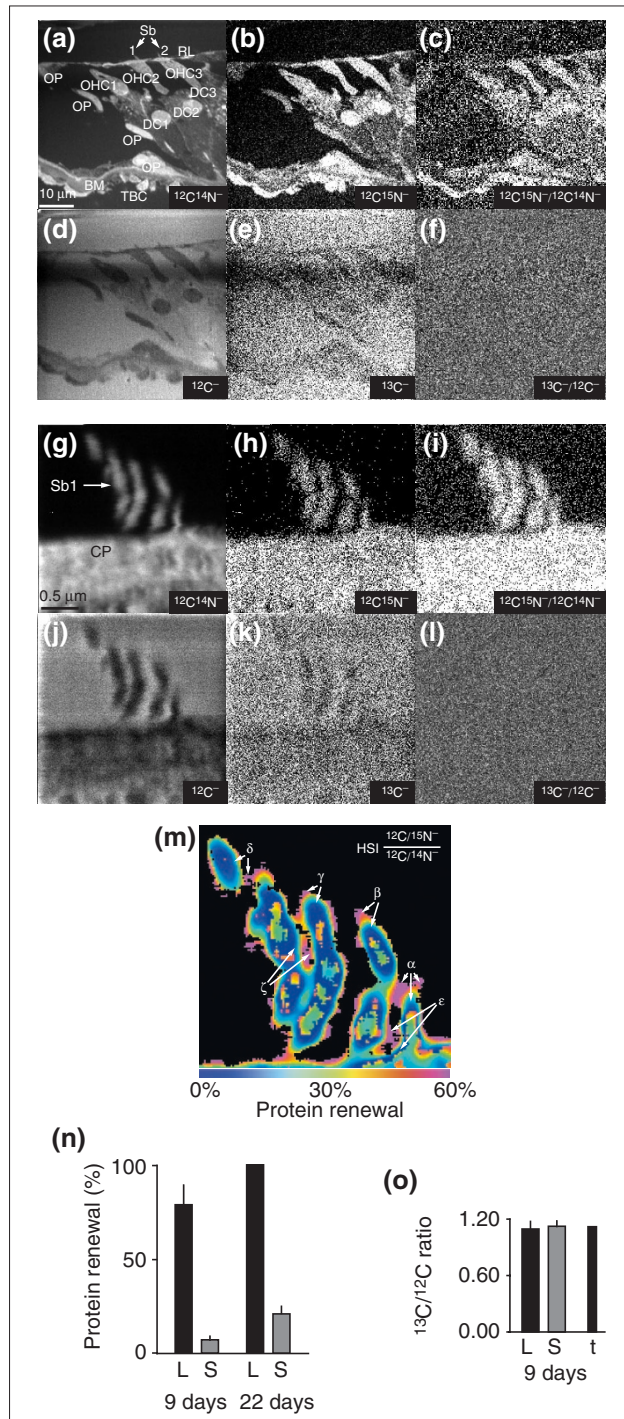 (a)
Sb
1 2 RL
OP OHC1 OHC2 OHC3
OP DC3
DC1 DC2
OP
OP
BM
10 µm TBC ¹²C¹⁴N⁻
(b)
¹²C¹⁵N⁻
(c)
¹²C¹⁵N⁻/¹²C¹⁴N⁻
(d)
¹²C⁻
(e)
¹³C⁻
(f)
¹³C⁻/¹²C⁻
(g)
Sb1
CP
0.5 µm ¹²C¹⁴N⁻
(h)
¹²C¹⁵N⁻
(i)
¹²C¹⁵N⁻/¹²C¹⁴N⁻
(j)
¹²C⁻
(k)
¹³C⁻
(l)
¹³C⁻/¹²C⁻
(m)
HSI ¹²C/¹⁵N⁻
¹²C/¹⁴N⁻
δ
γ
β
α
ζ
ε
0% 30% 60%
Protein renewal
(n)
Protein renewal (%)
100
50
0
L S L S
9 days 22 days
(o)
¹³C/¹²C ratio
1.20
0.60
0.00
L S t
9 days